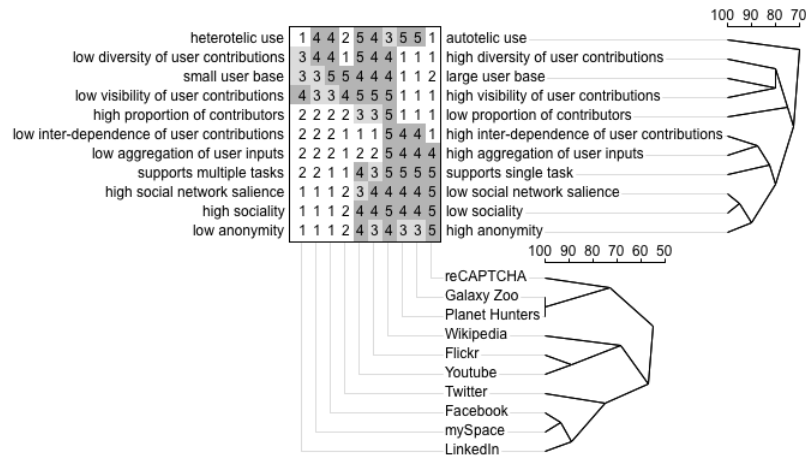 100 90 80 70
heterotelic use 1 4 4 2 5 4 3 5 5 1 autotelic use
low diversity of user contributions 3 4 4 1 5 4 4 1 1 1 high diversity of user contributions
small user base 3 3 5 5 4 4 4 1 1 2 large user base
low visibility of user contributions 4 3 3 4 5 5 5 1 1 1 high visibility of user contributions
high proportion of contributors 2 2 2 2 3 3 5 1 1 1 low proportion of contributors
low inter-dependence of user contributions 2 2 2 1 1 1 5 4 4 1 high inter-dependence of user contributions
low aggregation of user inputs 2 2 2 1 2 2 5 4 4 4 high aggregation of user inputs
supports multiple tasks 2 2 1 1 4 3 5 5 5 5 supports single task
high social network salience 1 1 1 2 3 4 4 4 4 5 low social network salience
high sociality 1 1 1 2 4 4 5 4 4 5 low sociality
low anonymity 1 1 1 2 4 3 4 3 3 5 high anonymity
100 90 80 70 60 50
reCAPTCHA
Galaxy Zoo
Planet Hunters
Wikipedia
Flickr
Youtube
Twitter
Facebook
mySpace
LinkedIn